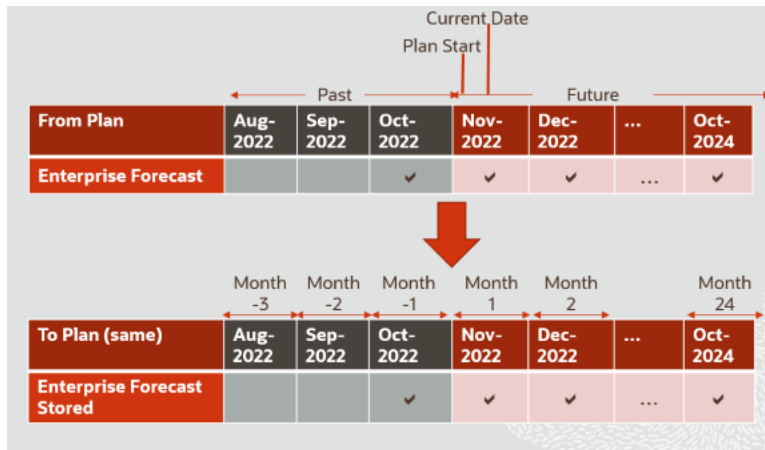 Current Date
Plan Start
Past Future
From Plan Aug-2022 Sep-2022 Oct-2022 Nov-2022 Dec-2022 ... Oct-2024
Enterprise Forecast ✔ ✔ ✔ ... ✔
Month -3 Month -2 Month -1 Month 1 Month 2 Month 24
To Plan (same) Aug-2022 Sep-2022 Oct-2022 Nov-2022 Dec-2022 ... Oct-2024
Enterprise Forecast Stored ✔ ✔ ✔ ... ✔